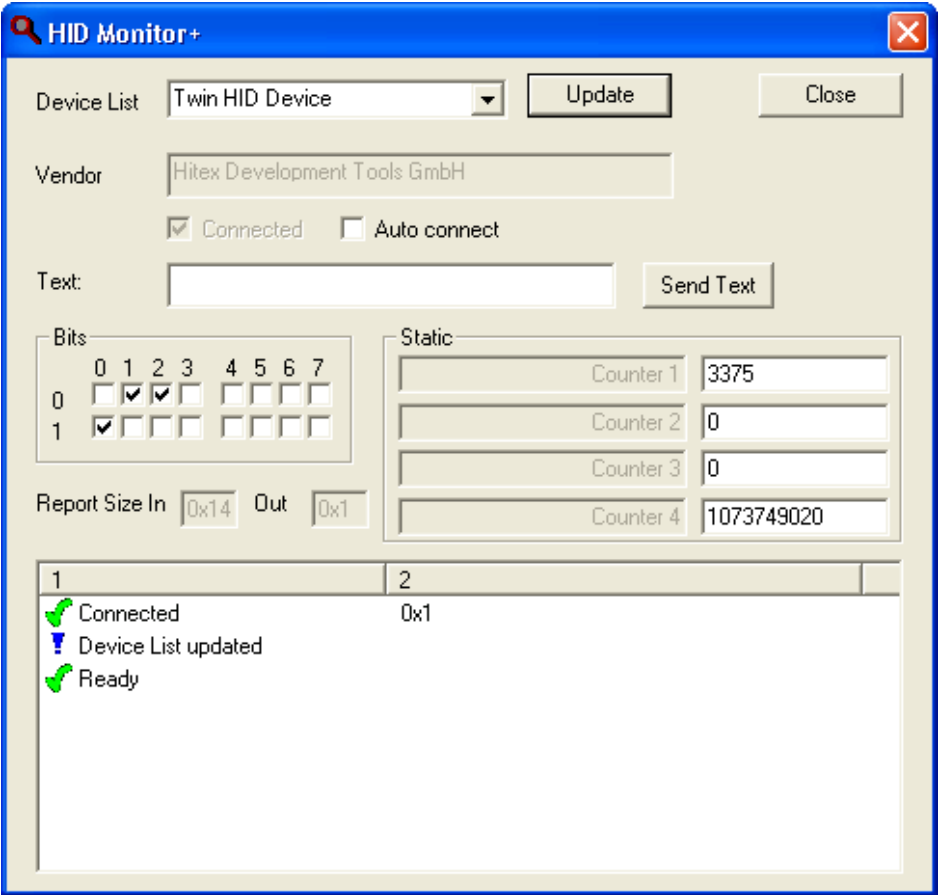 HID Monitor+
Device List Twin HID Device Update Close
Vendor Hitex Development Tools GmbH
Connected Auto connect
Text: Send Text
Bits
0 1 2 3 4 5 6 7
0
1
Static
Counter 1 3375
Counter 2 0
Counter 3 0
Counter 4 1073749020
Report Size In 0x14 Out 0x1
1 2
Connected 0x1
Device List updated
Ready